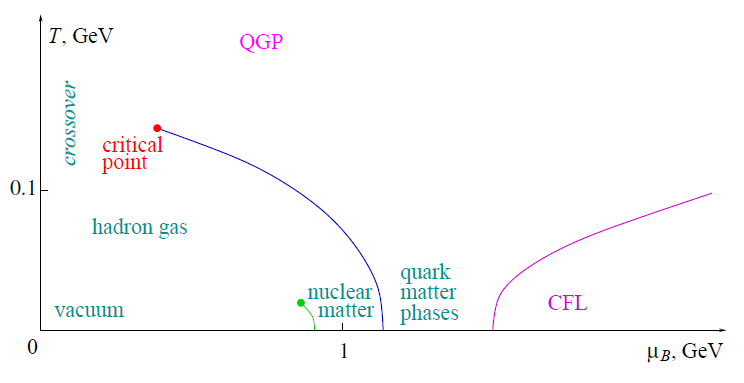 T, GeV
QGP
crossover
critical
point
0.1
hadron gas
quark
nuclear
matter
matter
phases
vacuum
CFL
0
1
μB, GeV